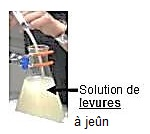 Solution de
levures
à jeûn